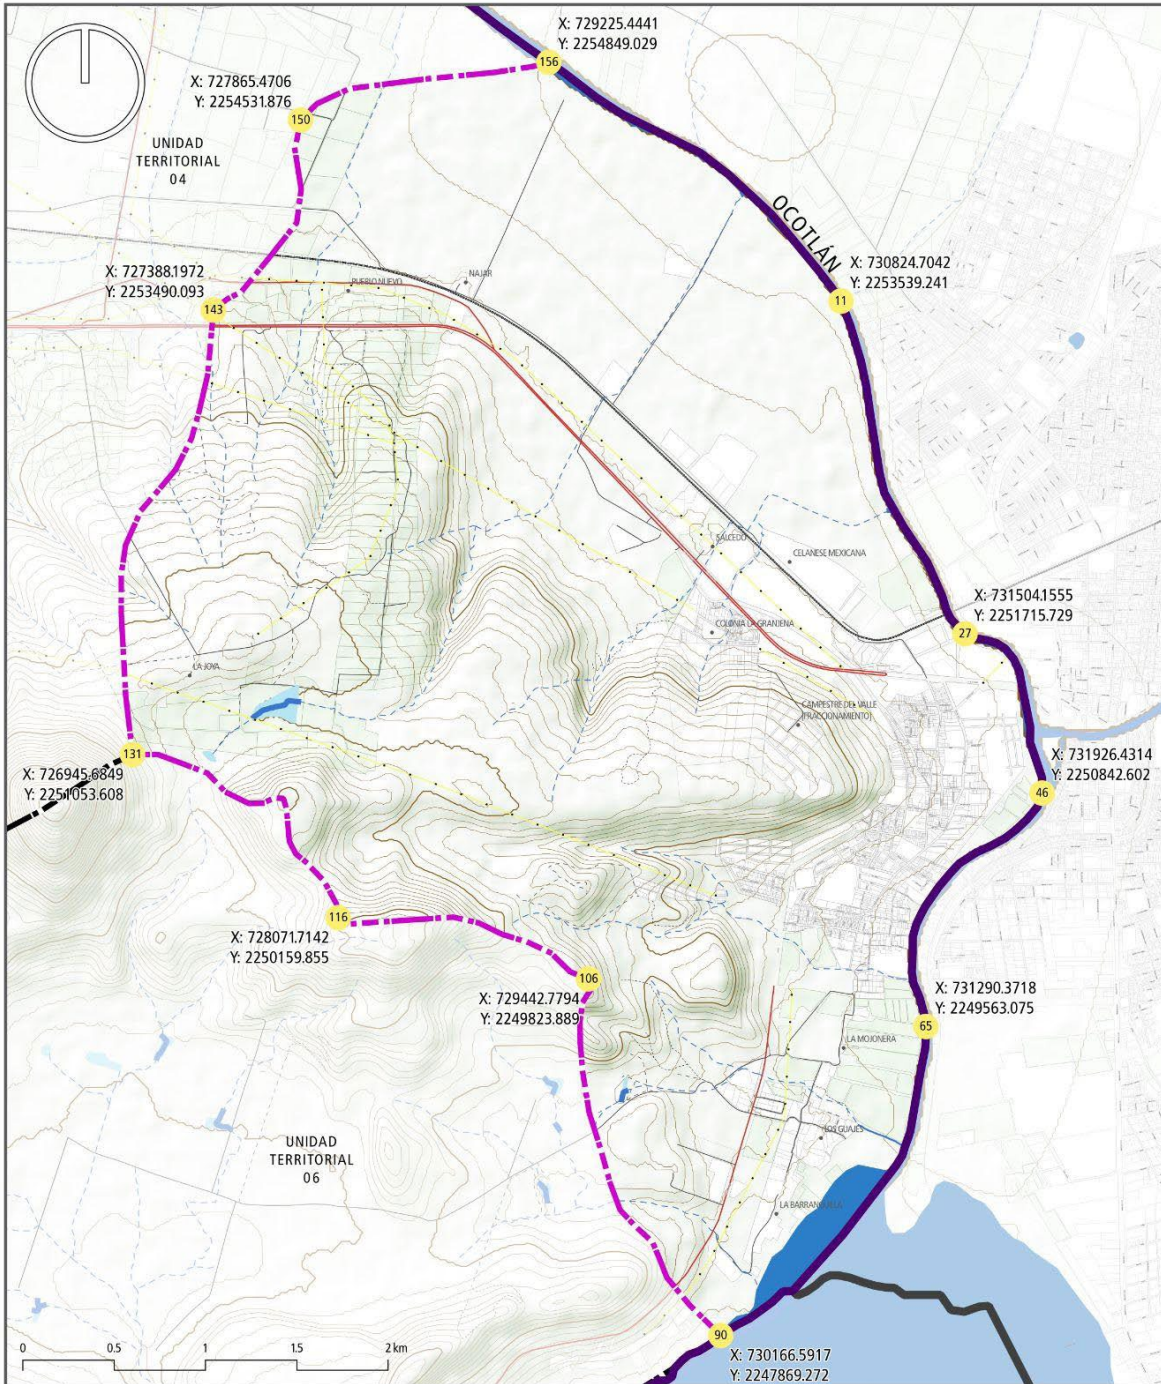 X: 729225.4441
Y: 2254849.029
156
X: 727865.4706
Y: 2254531.876
150
UNIDAD
TERRITORIAL
04
OCOTLÁN
X: 727388.1972
Y: 2253490.093
143
NAJAR
PUEBLO NUEVO
X: 730824.7042
Y: 2253539.241
11
SALCEDO
CELANESE MEXICANA
X: 731504.1555
Y: 2251715.729
27
COLONIA LA GRANJENA
LA JOYA
CAMPESTRE DEL VALLE
(FRACCIONAMIENTO)
131
X: 726945.6849
Y: 2251053.608
X: 731926.4314
Y: 2250842.602
46
116
X: 728071.7142
Y: 2250159.855
106
X: 729442.7794
Y: 2249823.889
X: 731290.3718
Y: 2249563.075
65
LA MOJONERA
UNIDAD
TERRITORIAL
06
LOS GUAJES
0
0.5
1
1.5
2 km
90
X: 730166.5917
Y: 2247869.272